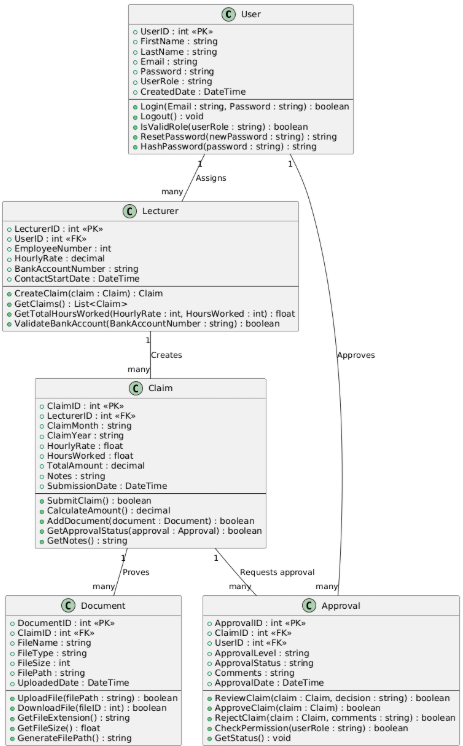 C User
UserID : int «PK»
FirstName : string
LastName : string
Email : string
Password : string
UserRole : string
CreatedDate : DateTime
Login(Email : string, Password : string) : boolean
Logout() : void
IsValidRole(userRole : string) : boolean
ResetPassword(newPassword : string) : string
HashPassword(password : string) : string
1
1
Assigns
many
C Lecturer
LecturerID : int «PK»
UserID : int «FK»
EmployeeNumber : int
HourlyRate : decimal
BankAccountNumber : string
ContactStartDate : DateTime
CreateClaim(claim : Claim) : Claim
GetClaims() : List<Claim>
GetTotalHoursWorked(HourlyRate : int, HoursWorked : int) : float
ValidateBankAccount(BankAccountNumber : string) : boolean
1
Creates
Approves
many
C Claim
ClaimID : int «PK»
LecturerID : int «FK»
ClaimMonth : string
ClaimYear : string
HourlyRate : float
HoursWorked : float
TotalAmount : decimal
Notes : string
SubmissionDate : DateTime
SubmitClaim() : boolean
CalculateAmount() : decimal
AddDocument(document : Document) : boolean
GetApprovalStatus(approval : Approval) : boolean
GetNotes() : string
1
1
Proves
Requests approval
many
many
many
C Document
DocumentID : int «PK»
ClaimID : int «FK»
FileName : string
FileType : string
FileSize : int
FilePath : string
UploadedDate : DateTime
UploadFile(filePath : string) : boolean
DownloadFile(fileID : int) : boolean
GetFileExtension() : string
GetFileSize() : float
GenerateFilePath() : string
C Approval
ApprovalID : int «PK»
ClaimID : int «FK»
UserID : int «FK»
ApprovalLevel : string
ApprovalStatus : string
Comments : string
ApprovalDate : DateTime
ReviewClaim(claim : Claim, decision : string) : boolean
ApproveClaim(claim : Claim) : boolean
RejectClaim(claim : Claim, comments : string) : boolean
CheckPermission(userRole : string) : boolean
GetStatus() : void